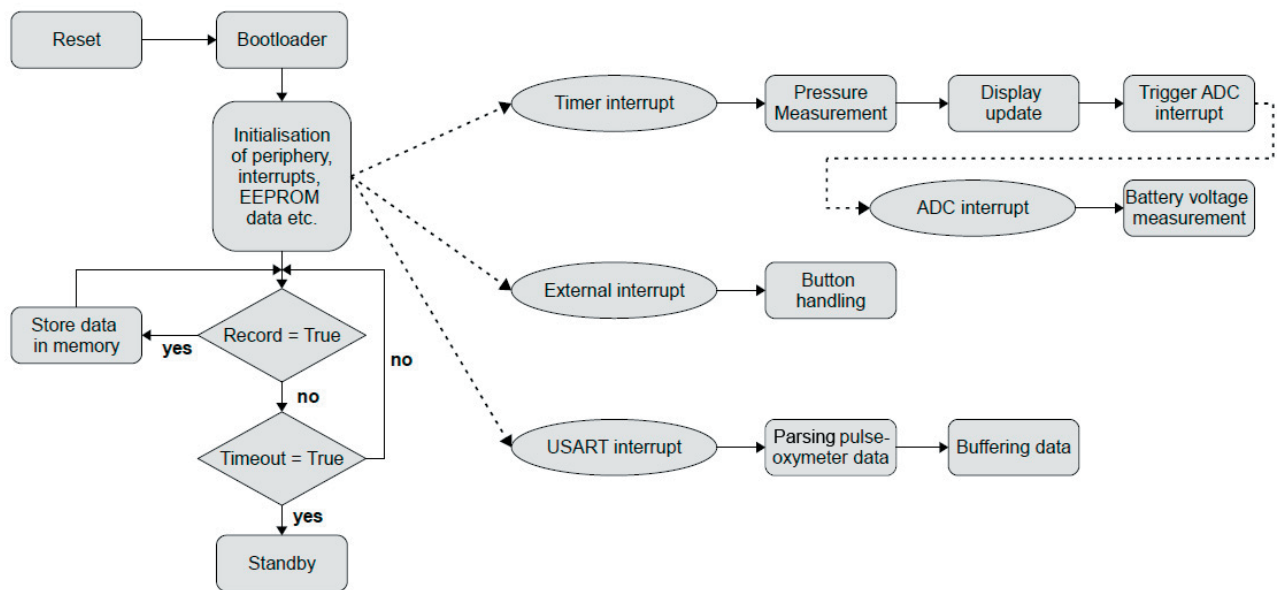 Reset
Bootloader
Initialisation
of periphery,
interrupts,
EEPROM
data etc.
Record = True
yes
Store data
in memory
no
no
Timeout = True
yes
Standby
Timer interrupt
Pressure
Measurement
Display
update
Trigger ADC
interrupt
ADC interrupt
Battery voltage
measurement
External interrupt
Button
handling
USART interrupt
Parsing pulse-
oxymeter data
Buffering data